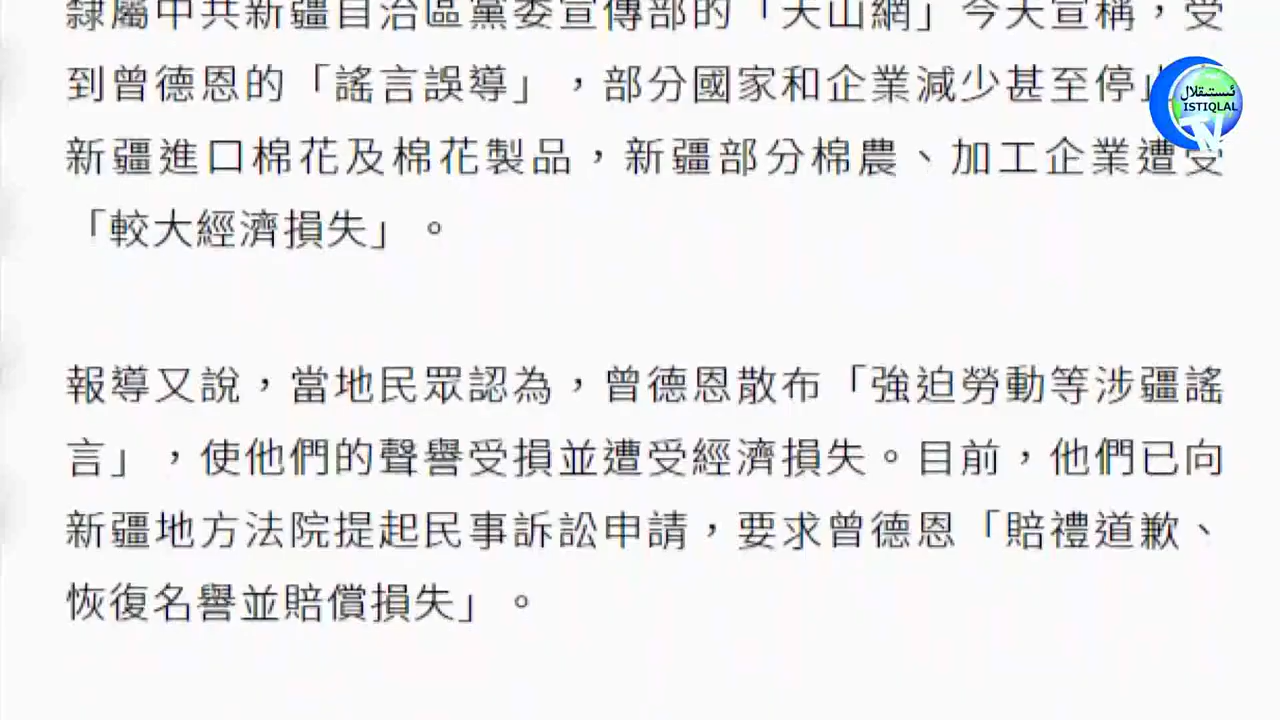 隸屬中共新疆自治區黨委宣傳部的「天山網」今天宣稱，受
到曾德恩的「謠言誤導」，部分國家和企業減少甚至停止
新疆進口棉花及棉花製品，新疆部分棉農、加工企業遭受
「較大經濟損失」。
報導又說，當地民眾認為，曾德恩散布「強迫勞動等涉疆謠
言」，使他們的聲譽受損並遭受經濟損失。目前，他們已向
新疆地方法院提起民事訴訟申請，要求曾德恩「賠禮道歉、
恢復名譽並賠償損失」。
ئىستىقلال
ISTIQLAL
TV